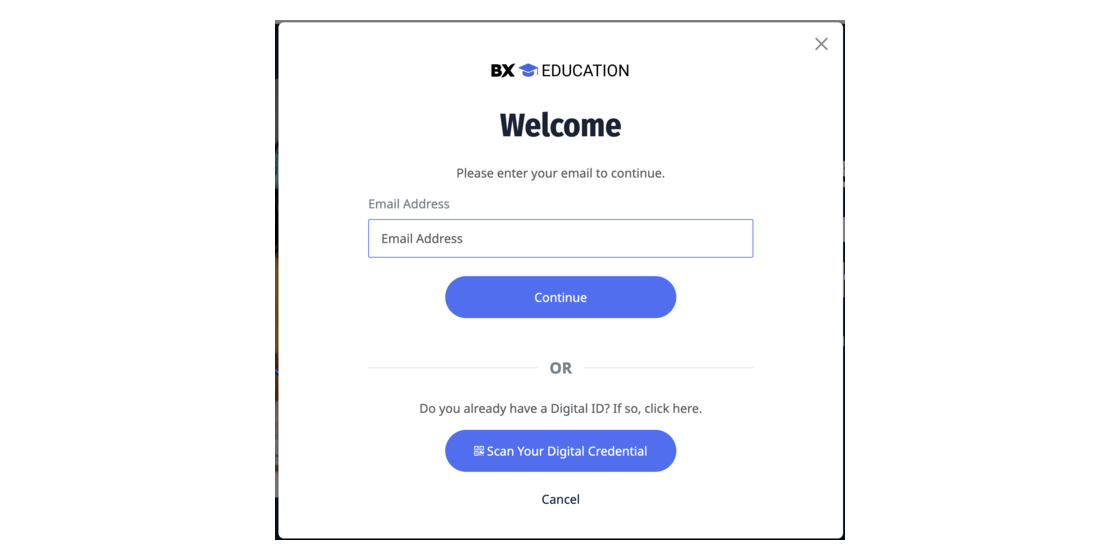 BX EDUCATION
Welcome
Please enter your email to continue.
Email Address
Email Address
Continue
OR
Do you already have a Digital ID? If so, click here.
Scan Your Digital Credential
Cancel